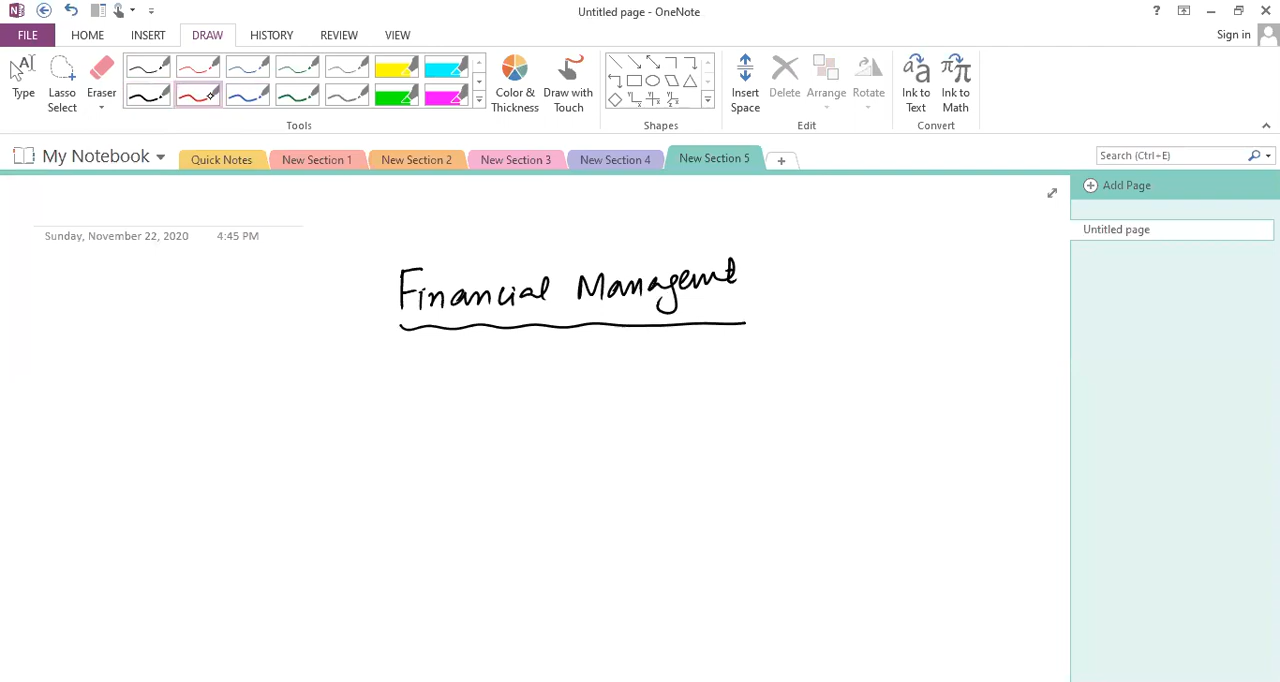 Untitled page - OneNote
?
FILE HOME INSERT DRAW HISTORY REVIEW VIEW
Sign in
Type
Lasso Select
Eraser
Color & Thickness
Draw with Touch
Insert Space
Delete
Arrange
Rotate
Ink to Text
Ink to Math
Tools Shapes Edit Convert
My Notebook Quick Notes New Section 1 New Section 2 New Section 3 New Section 4 New Section 5 +
Search (Ctrl+E)
Add Page
Untitled page
Sunday, November 22, 2020 4:45 PM
Financial Managemt